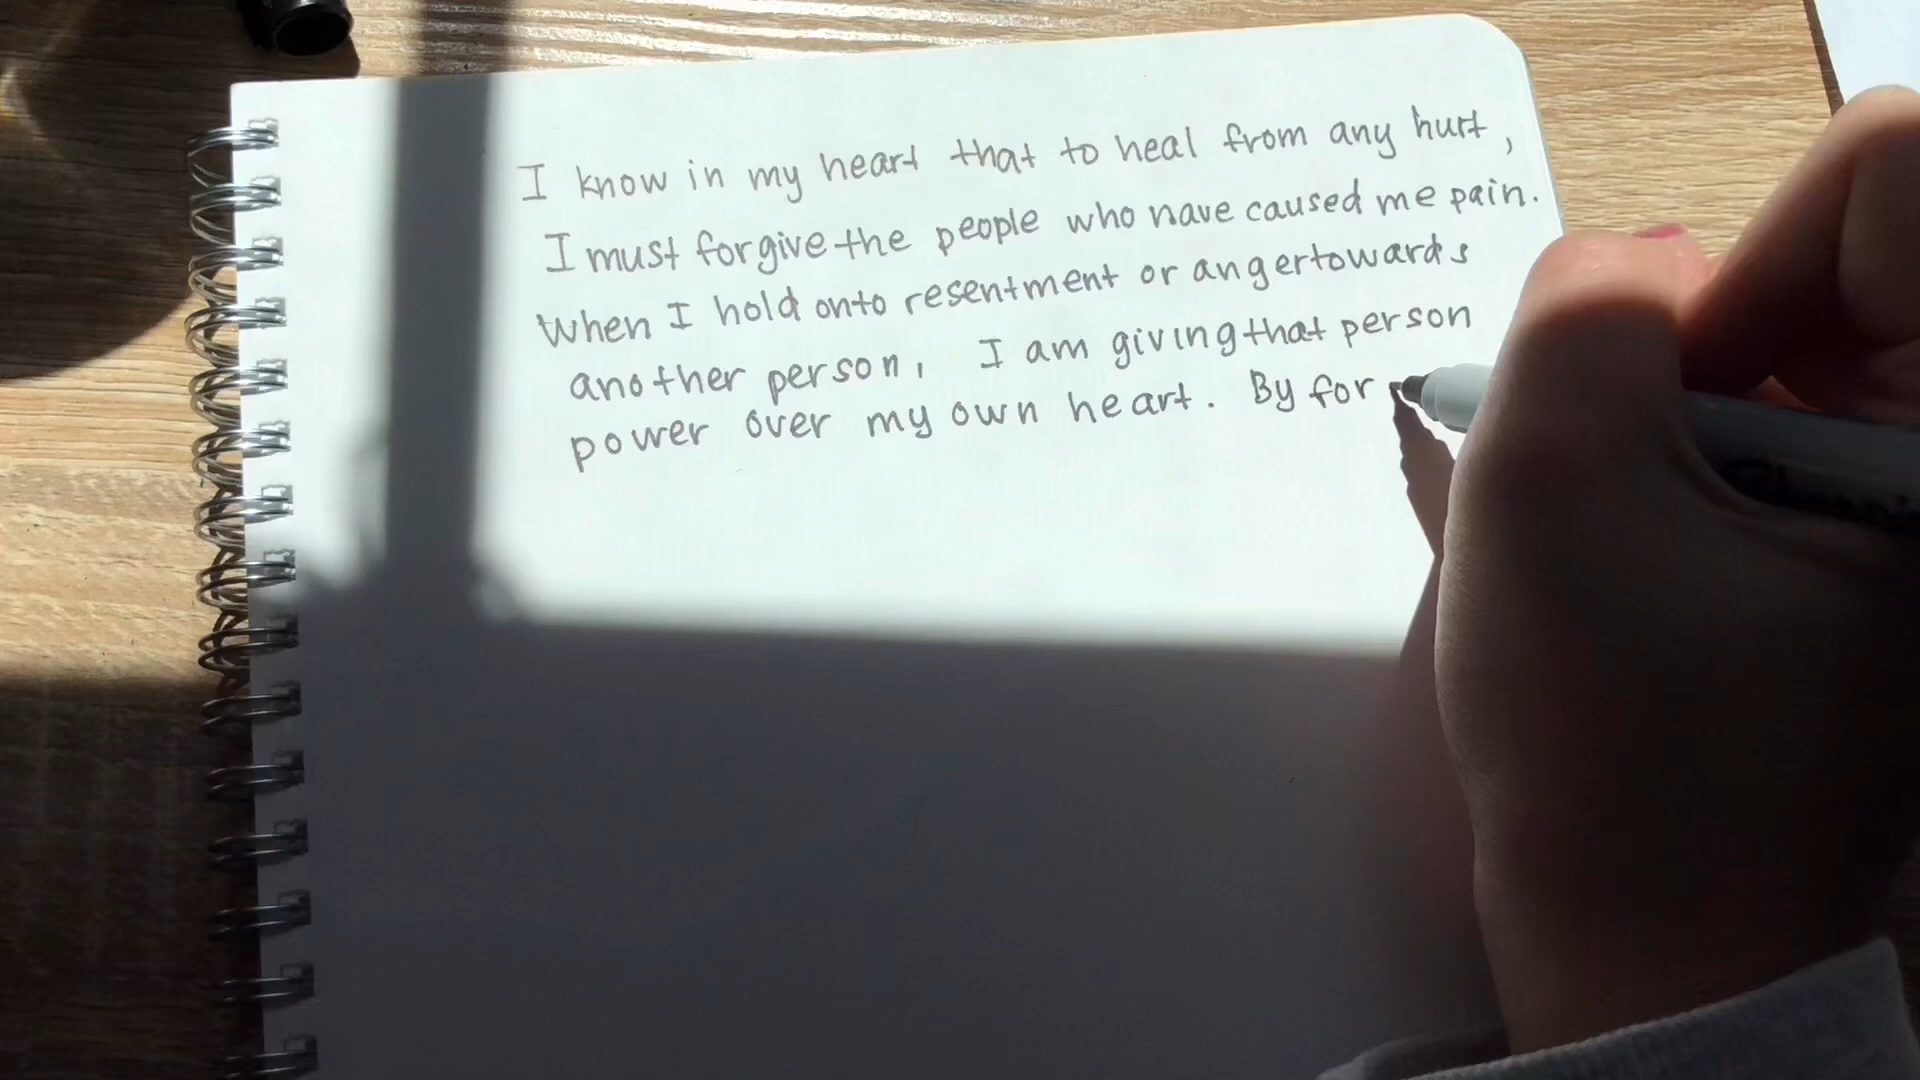 I know in my heart that to heal from any hurt,
I must forgive the people who have caused me pain.
When I hold onto resentment or anger towards
another person, I am giving that person
power over my own heart. By for